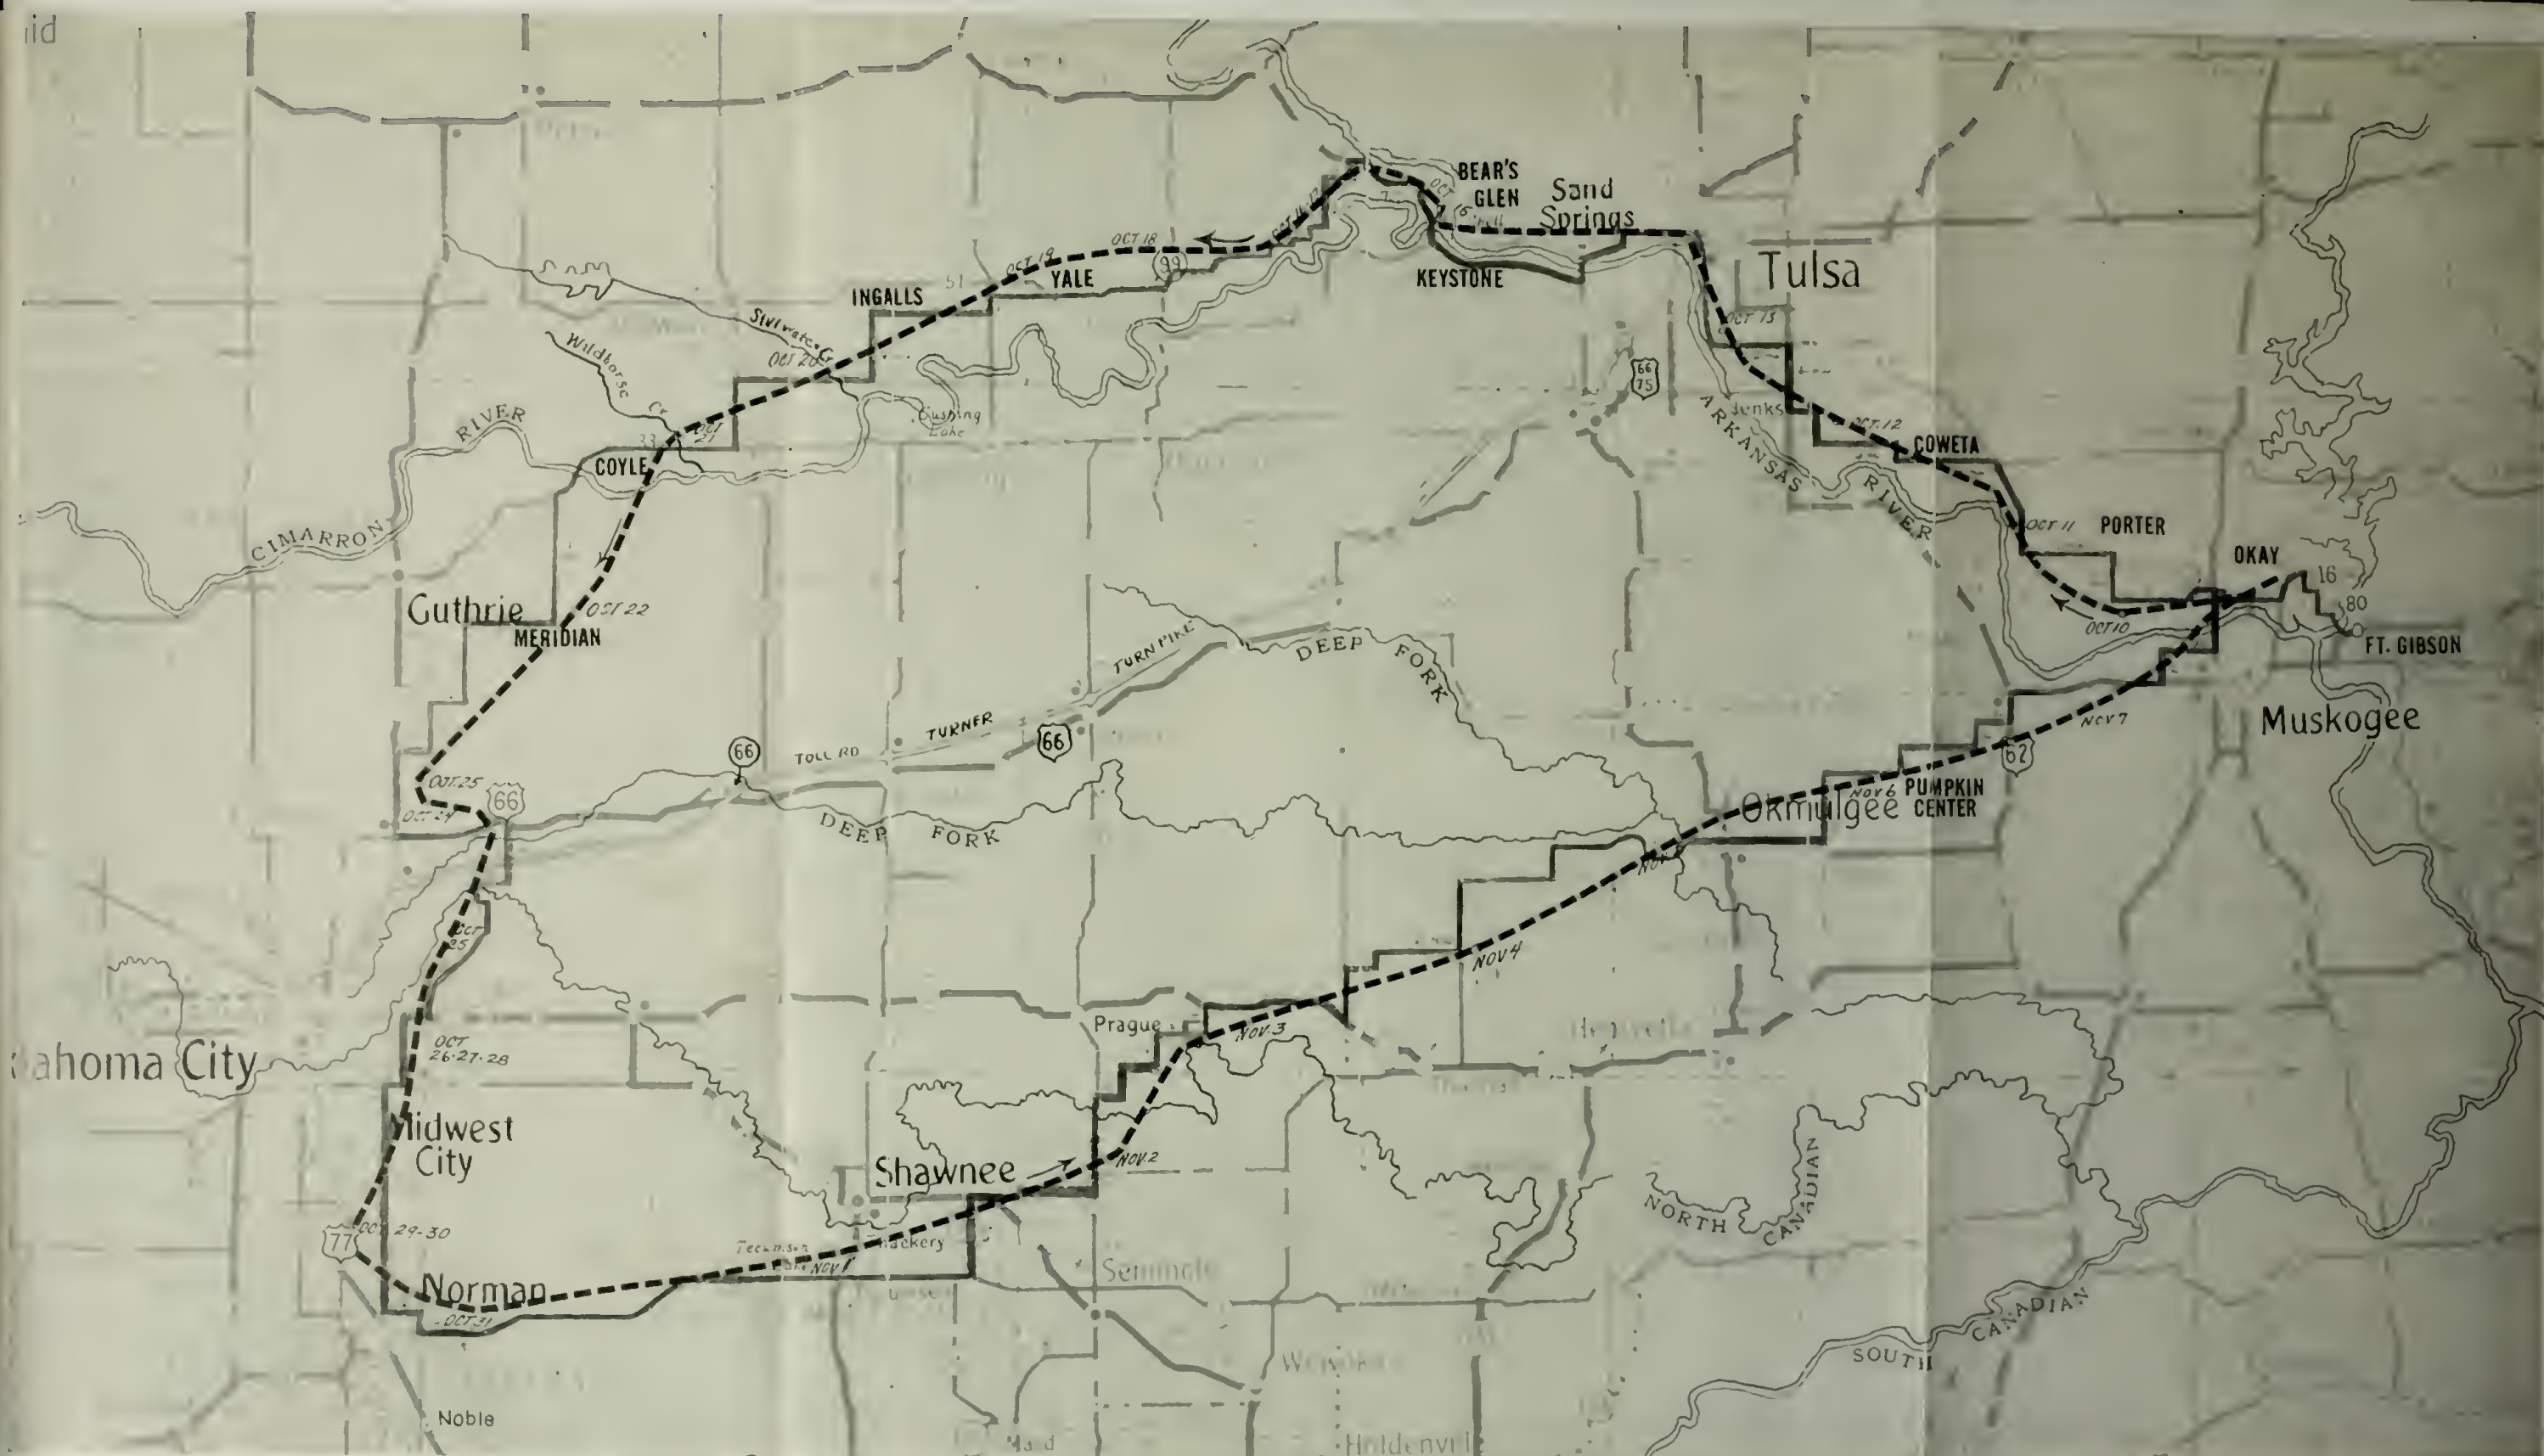 BEAR'S
GLEN
Sand
Springs
OCT 18
99
OCT 19
YALE
KEYSTONE
Tulsa
INGALLS
51
OCT 13
OCT 20
Wildhorse
Cr
66
75
RIVER
Cushing
Lake
Jenks
OCT. 12
ARKANSAS
RIVER
33
OCT
21
COWETA
COYLE
CIMARRON
OCT 11
PORTER
OKAY
16
80
Guthrie
OCT 22
MERIDIAN
OCT 10
FT. GIBSON
TURNPIKE
DEEP FORK
Muskogee
NOV 7
TURNER
66
66
TOLL RD
62
OCT. 25
66
NOV 6
PUMPKIN
CENTER
Okmulgee
DEEP FORK
OCT
25
NOV 4
Prague
NOV. 3
OCT
26-27-28
ahoma City
Midwest
City
Shawnee
NOV. 2
NORTH CANADIAN
77
OCT 29-30
Tecumseh
NOV 1
Seminole
Norman
OCT 31
SOUTH CANADIAN
Noble